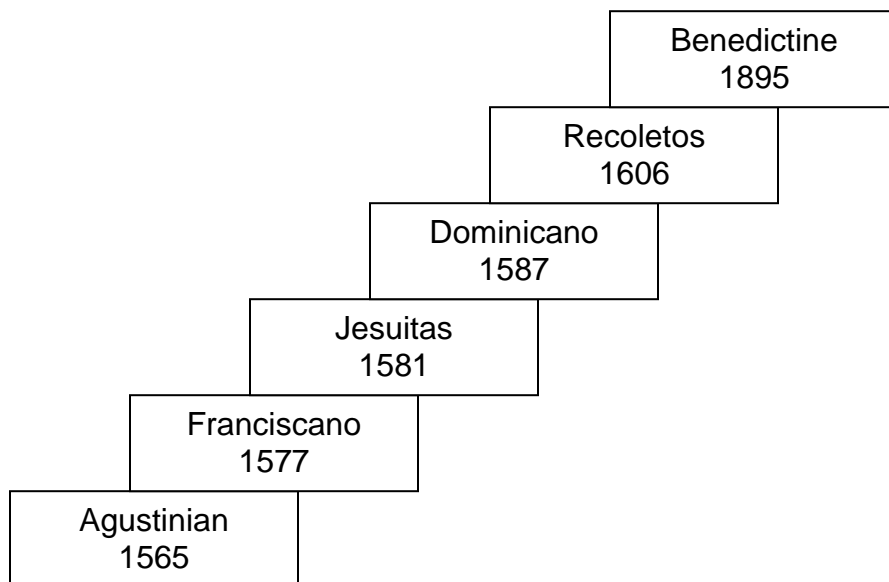 Benedictine
1895
Recoletos
1606
Dominicano
1587
Jesuitas
1581
Franciscano
1577
Agustinian
1565